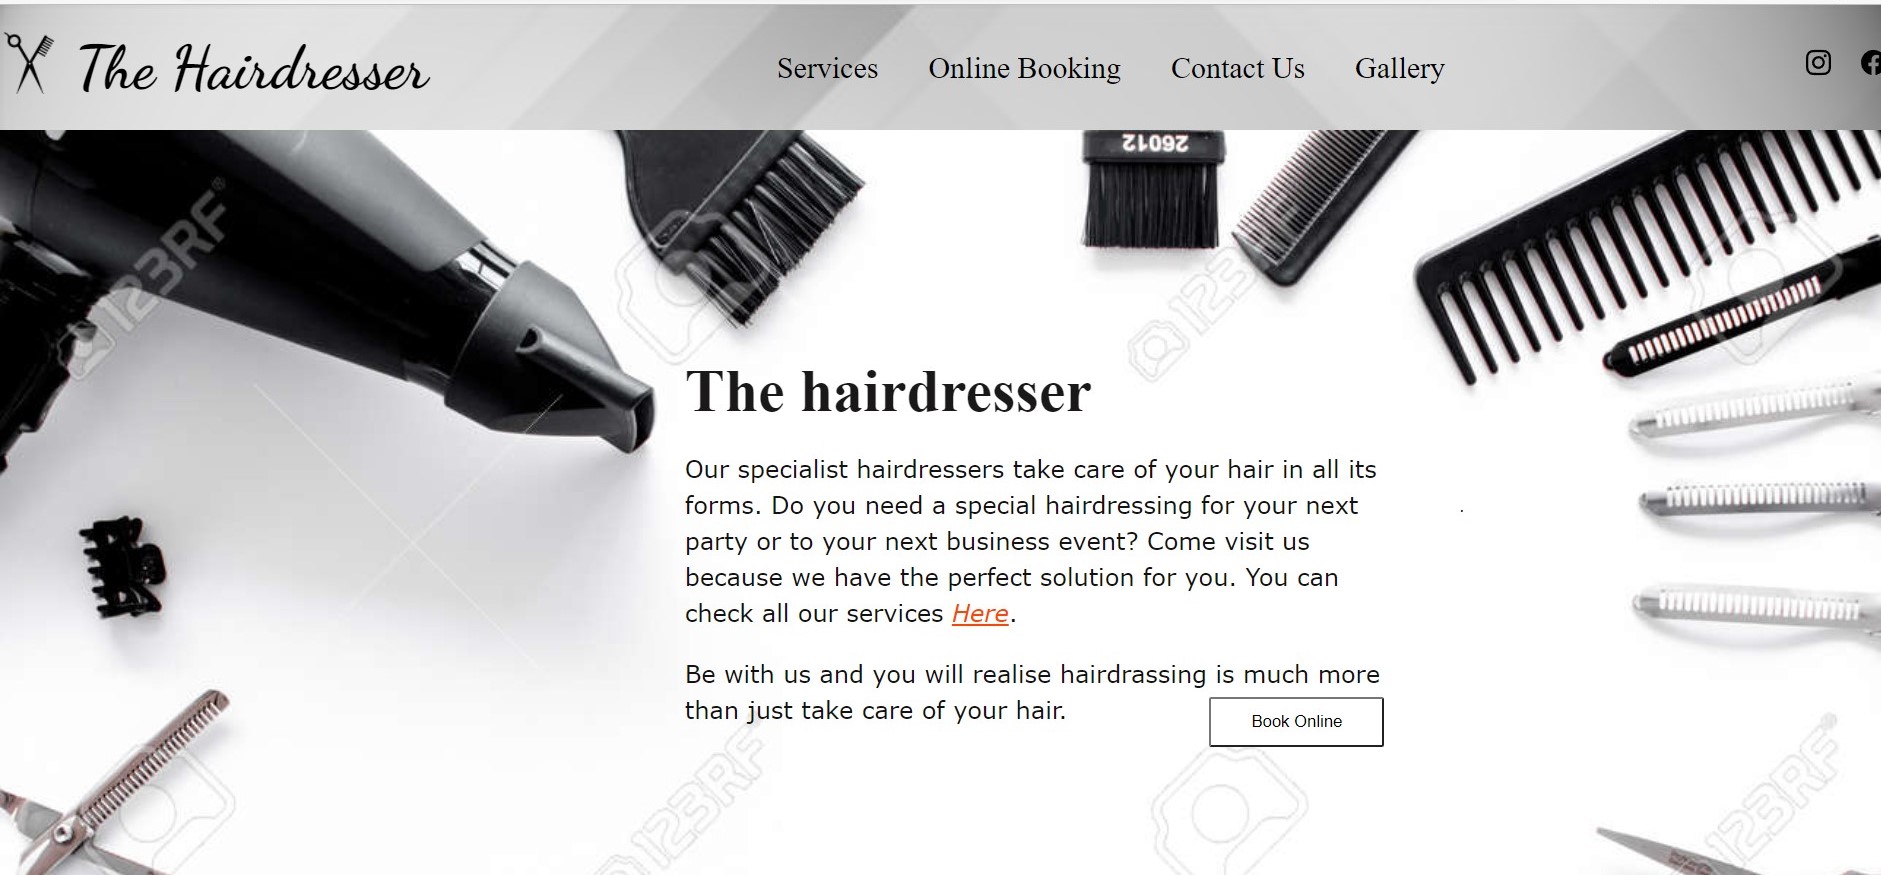 The Hairdresser
Services Online Booking Contact Us Gallery
26012
123RF®
123RF
The hairdresser
Our specialist hairdressers take care of your hair in all its
forms. Do you need a special hairdressing for your next
party or to your next business event? Come visit us
because we have the perfect solution for you. You can
check all our services Here.
Be with us and you will realise hairdrassing is much more
than just take care of your hair.
Book Online
123RF
123RF®